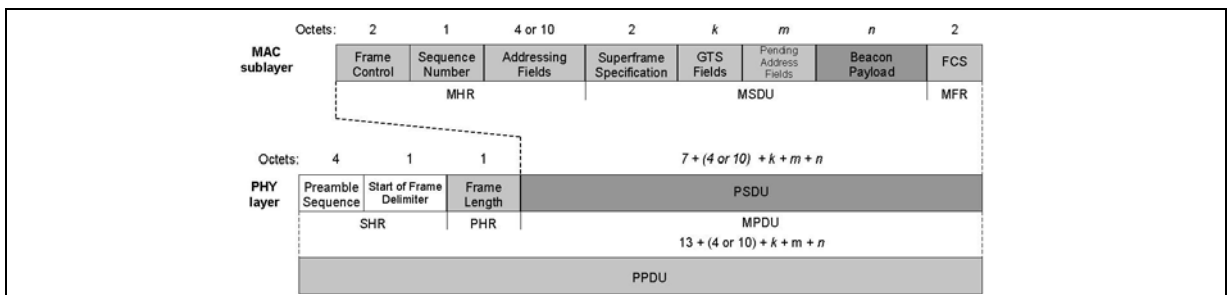 Octets: 2 1 4 or 10 2 k m n 2
MAC sublayer
Frame Control
Sequence Number
Addressing Fields
Superframe Specification
GTS Fields
Pending Address Fields
Beacon Payload
FCS
MHR MSDU MFR
Octets: 4 1 1 7 + (4 or 10) + k + m + n
PHY layer
Preamble Sequence
Start of Frame Delimiter
Frame Length
PSDU
SHR PHR MPDU
13 + (4 or 10) + k + m + n
PPDU